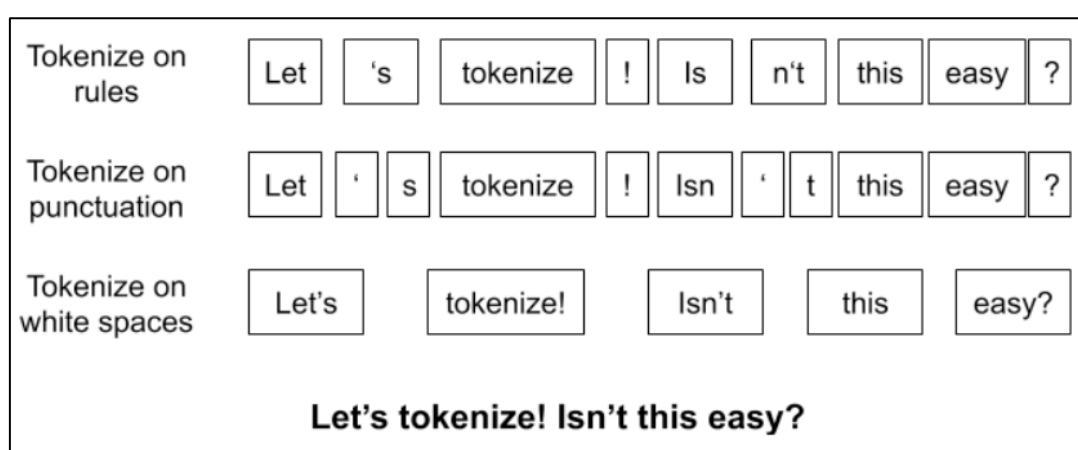 Tokenize on
rules
Let ‘s tokenize ! Is n‘t this easy ?
Tokenize on
punctuation
Let ‘ s tokenize ! Isn ‘ t this easy ?
Tokenize on
white spaces
Let’s tokenize! Isn’t this easy?
Let’s tokenize! Isn’t this easy?